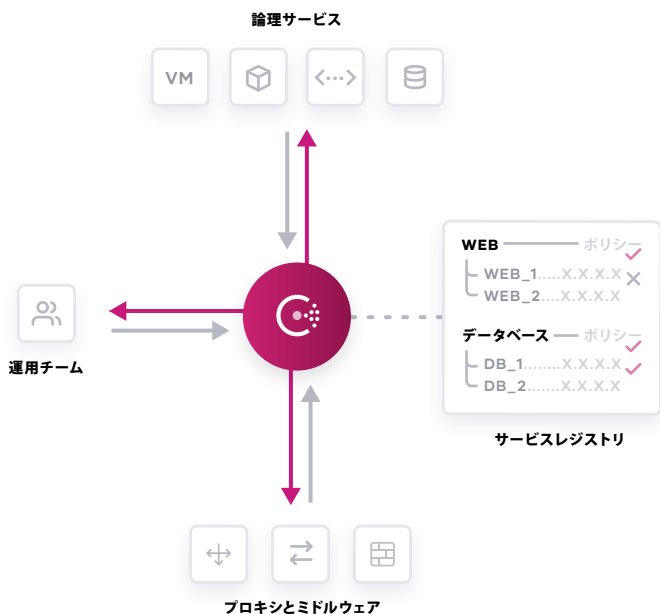 論理サービス
VM
WEB ポリシー
WEB_1.....X.X.X.X
WEB_2....X.X.X.X
データベース ポリシー
DB_1.......X.X.X.X
DB_2.......X.X.X.X
サービスレジストリ
運用チーム
プロキシとミドルウェア